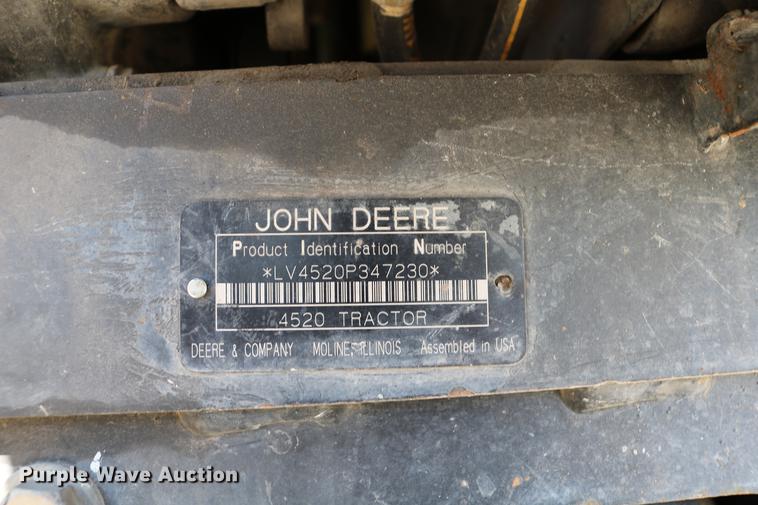 JOHN DEERE
Product Identification Number
*LV4520P347230*
4520 TRACTOR
DEERE & COMPANY MOLINE, ILLINOIS Assembled in USA
Purple Wave Auction